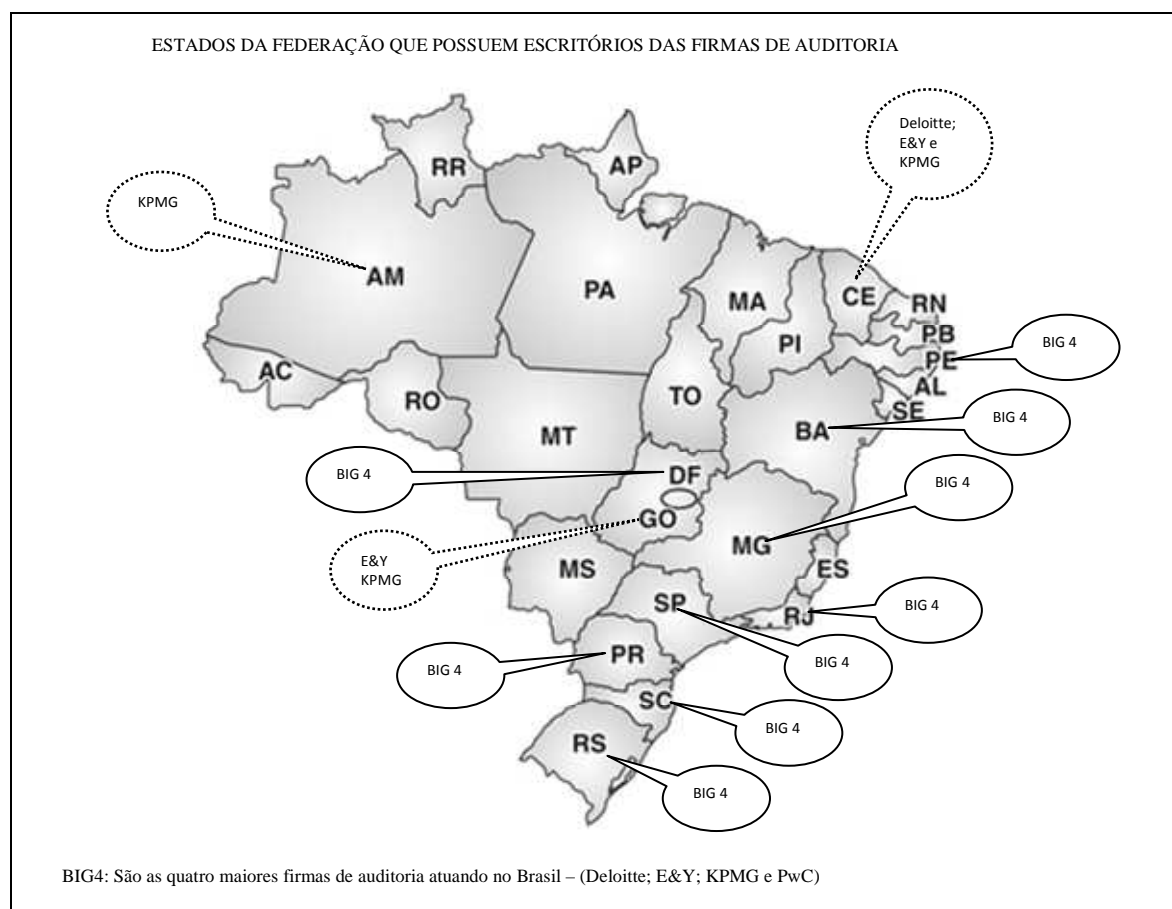 ESTADOS DA FEDERAÇÃO QUE POSSUEM ESCRITÓRIOS DAS FIRMAS DE AUDITORIA
Deloitte;
E&Y e
KPMG
RR
AP
KPMG
AM
PA
MA
CE
RN
PI
PB
PE
BIG 4
AC
RO
TO
AL
SE
MT
BA
BIG 4
BIG 4
DF
BIG 4
GO
MG
E&Y
KPMG
MS
ES
SP
RJ
BIG 4
PR
BIG 4
BIG 4
SC
BIG 4
RS
BIG 4
BIG4: São as quatro maiores firmas de auditoria atuando no Brasil – (Deloitte; E&Y; KPMG e PwC)